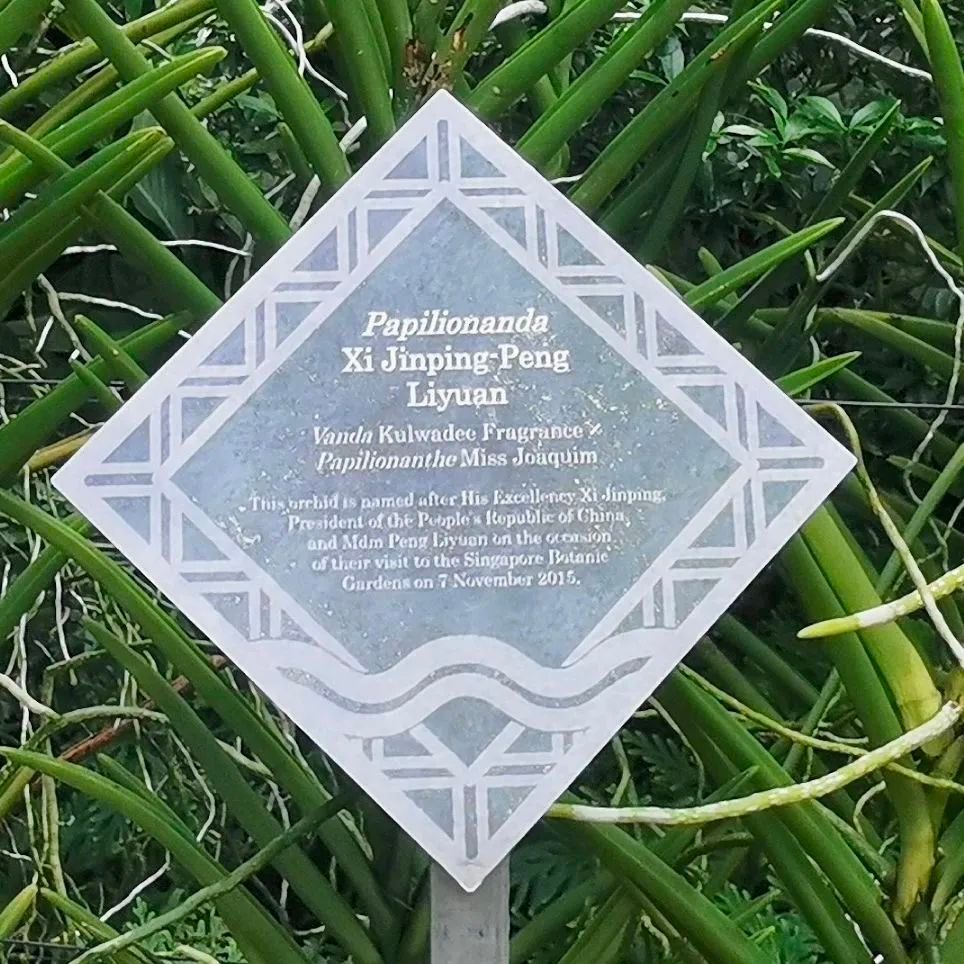 Papilionanda
Xi Jinping-Peng
Liyuan
Vanda Kulwadee Fragrance ×
Papilionanthe Miss Joaquim
This orchid is named after His Excellency Xi Jinping,
President of the People's Republic of China,
and Mdm Peng Liyuan on the occasion
of their visit to the Singapore Botanic
Gardens on 7 November 2015.